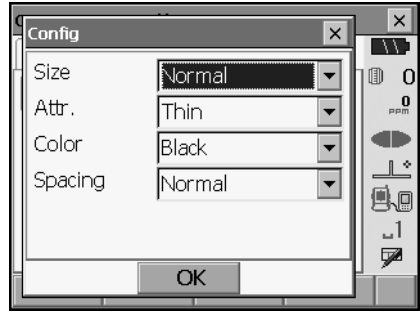 Config
Size Normal
Attr. Thin
Color Black
Spacing Normal
OK
0
0
PPM
1